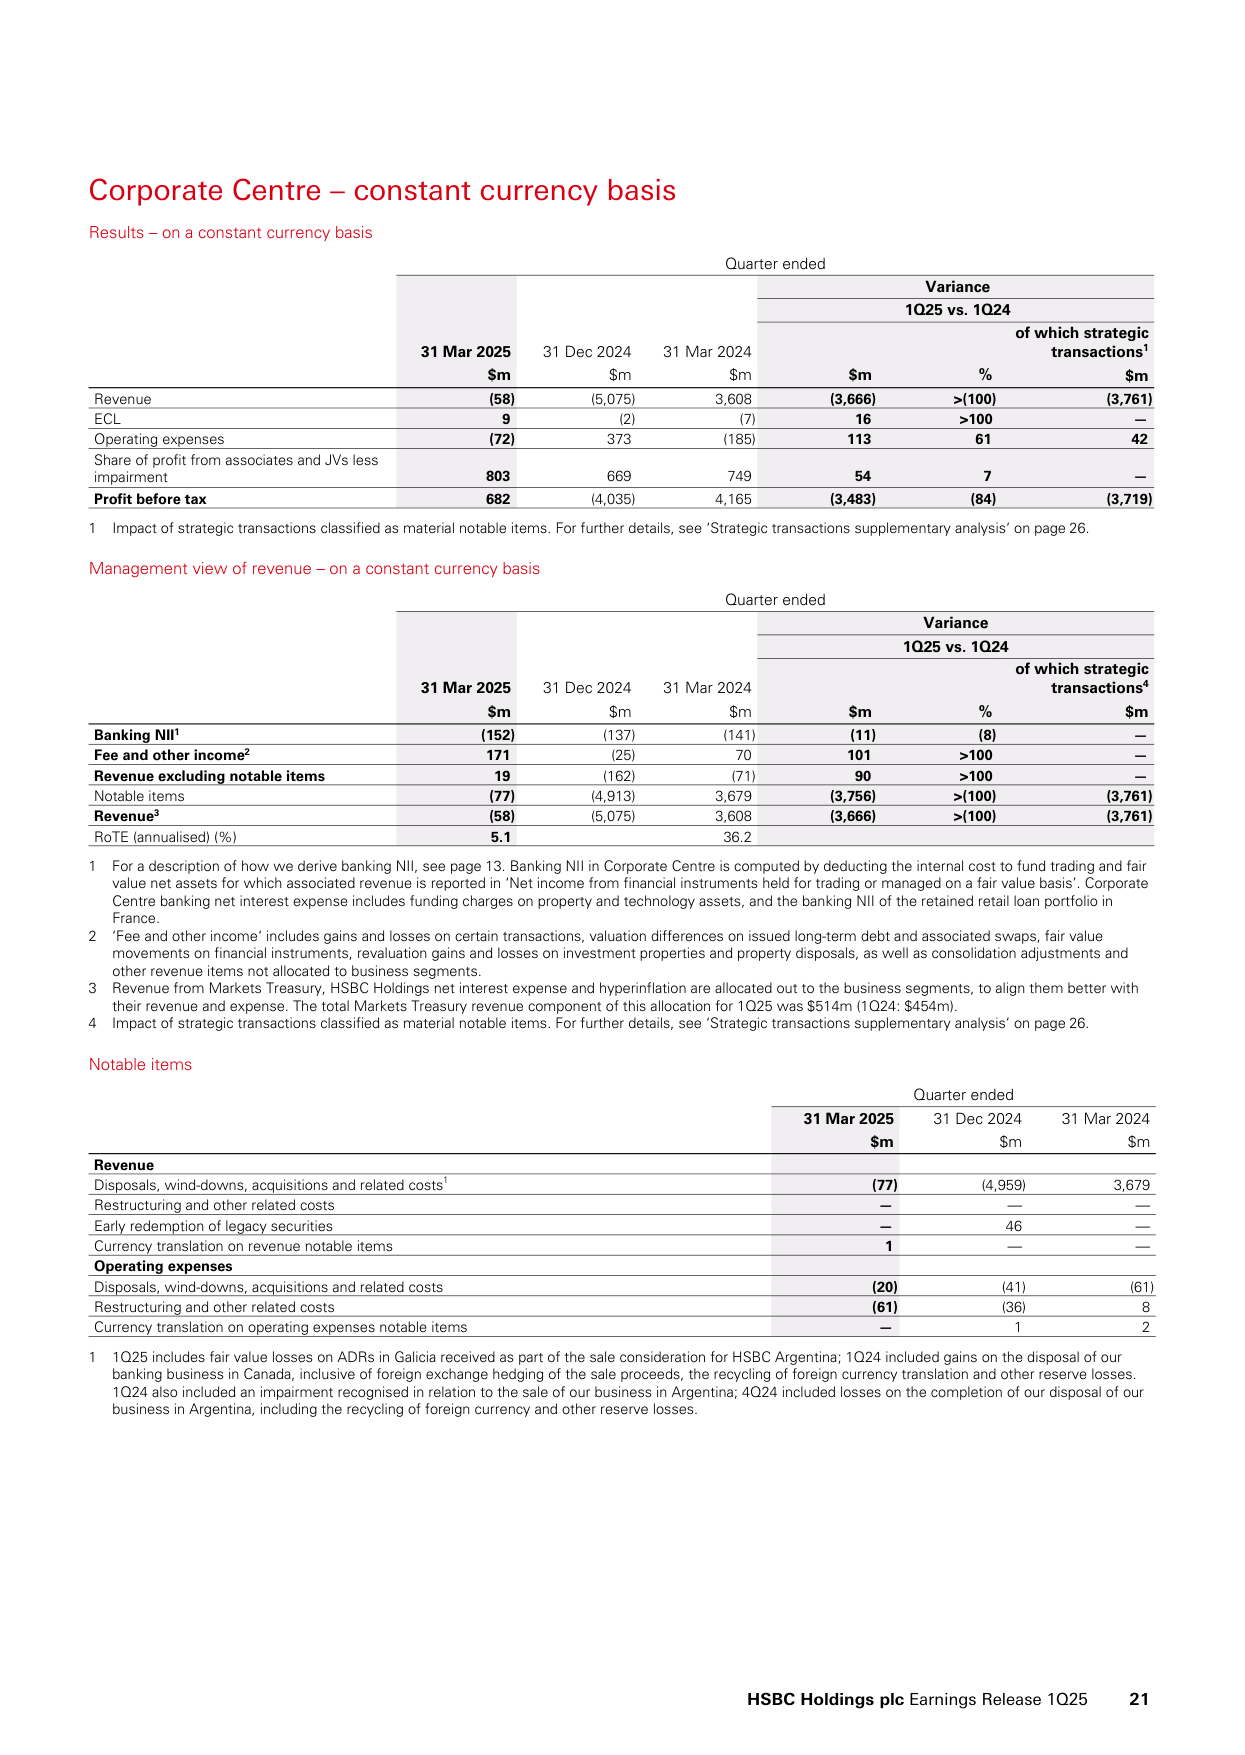 Corporate Centre – constant currency basis
Results – on a constant currency basis
Quarter ended
Variance
1Q25 vs. 1Q24
31 Mar 2025 31 Dec 2024 31 Mar 2024 of which strategic transactions¹
$m $m $m $m % $m
Revenue (58) (5,075) 3,608 (3,666) >(100) (3,761)
ECL 9 (2) (7) 16 >100 —
Operating expenses (72) 373 (185) 113 61 42
Share of profit from associates and JVs less
impairment 803 669 749 54 7 —
Profit before tax 682 (4,035) 4,165 (3,483) (84) (3,719)
1 Impact of strategic transactions classified as material notable items. For further details, see ‘Strategic transactions supplementary analysis’ on page 26.
Management view of revenue – on a constant currency basis
Quarter ended
Variance
1Q25 vs. 1Q24
31 Mar 2025 31 Dec 2024 31 Mar 2024 of which strategic transactions⁴
$m $m $m $m % $m
Banking NII¹ (152) (137) (141) (11) (8) —
Fee and other income² 171 (25) 70 101 >100 —
Revenue excluding notable items 19 (162) (71) 90 >100 —
Notable items (77) (4,913) 3,679 (3,756) >(100) (3,761)
Revenue³ (58) (5,075) 3,608 (3,666) >(100) (3,761)
RoTE (annualised) (%) 5.1 36.2
1 For a description of how we derive banking NII, see page 13. Banking NII in Corporate Centre is computed by deducting the internal cost to fund trading and fair
value net assets for which associated revenue is reported in ‘Net income from financial instruments held for trading or managed on a fair value basis’. Corporate
Centre banking net interest expense includes funding charges on property and technology assets, and the banking NII of the retained retail loan portfolio in
France.
2 ‘Fee and other income’ includes gains and losses on certain transactions, valuation differences on issued long-term debt and associated swaps, fair value
movements on financial instruments, revaluation gains and losses on investment properties and property disposals, as well as consolidation adjustments and
other revenue items not allocated to business segments.
3 Revenue from Markets Treasury, HSBC Holdings net interest expense and hyperinflation are allocated out to the business segments, to align them better with
their revenue and expense. The total Markets Treasury revenue component of this allocation for 1Q25 was $514m (1Q24: $454m).
4 Impact of strategic transactions classified as material notable items. For further details, see ‘Strategic transactions supplementary analysis’ on page 26.
Notable items
Quarter ended
31 Mar 2025 31 Dec 2024 31 Mar 2024
$m $m $m
Revenue
Disposals, wind-downs, acquisitions and related costs¹ (77) (4,959) 3,679
Restructuring and other related costs — — —
Early redemption of legacy securities — 46 —
Currency translation on revenue notable items 1 — —
Operating expenses
Disposals, wind-downs, acquisitions and related costs (20) (41) (61)
Restructuring and other related costs (61) (36) 8
Currency translation on operating expenses notable items — 1 2
1 1Q25 includes fair value losses on ADRs in Galicia received as part of the sale consideration for HSBC Argentina; 1Q24 included gains on the disposal of our
banking business in Canada, inclusive of foreign exchange hedging of the sale proceeds, the recycling of foreign currency translation and other reserve losses.
1Q24 also included an impairment recognised in relation to the sale of our business in Argentina; 4Q24 included losses on the completion of our disposal of our
business in Argentina, including the recycling of foreign currency and other reserve losses.
HSBC Holdings plc Earnings Release 1Q25 21